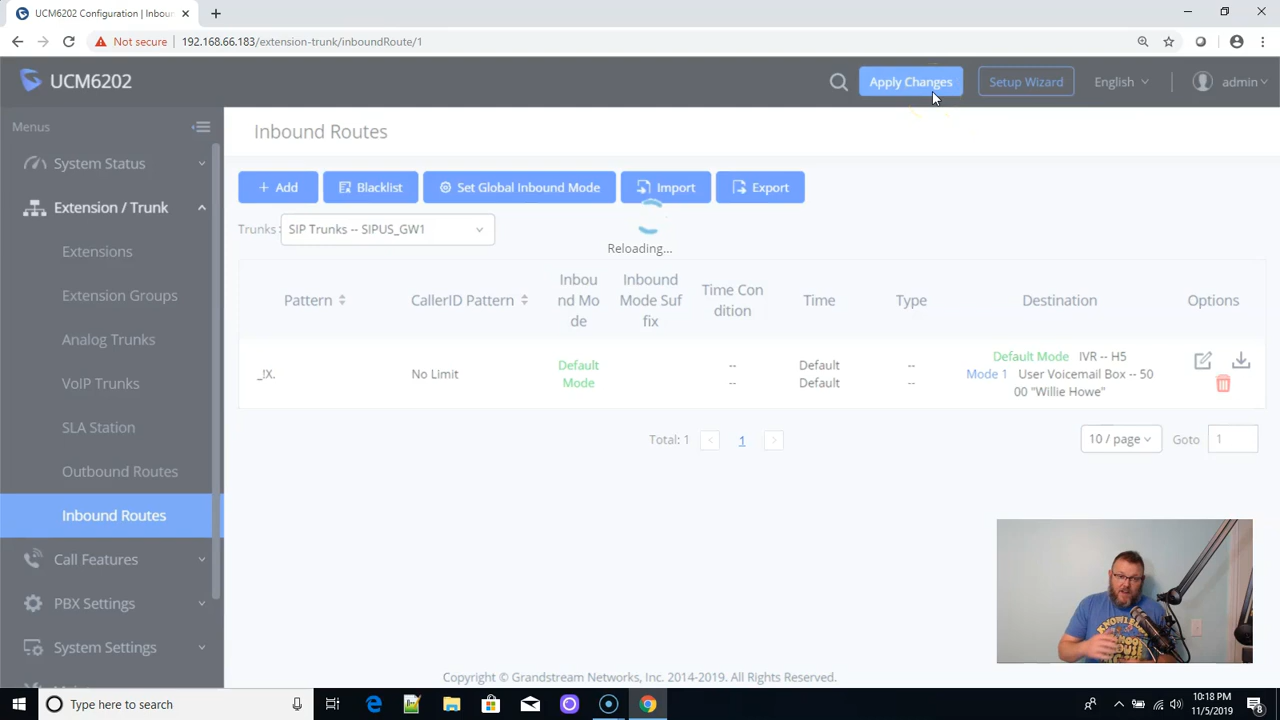 UCM6202 Configuration | Inbou
Not secure
192.168.66.183/extension-trunk/inboundRoute/1
UCM6202
Apply Changes
Setup Wizard
English
admin
Menus
System Status
Extension / Trunk
Extensions
Extension Groups
Analog Trunks
VoIP Trunks
SLA Station
Outbound Routes
Inbound Routes
Call Features
PBX Settings
System Settings
Inbound Routes
+ Add
Blacklist
Set Global Inbound Mode
Import
Export
Trunks:
SIP Trunks -- SIPUS_GW1
Reloading...
Pattern
CallerID Pattern
Inbou
nd Mo
de
Inbound
Mode Suf
fix
Time Con
dition
Time
Type
Destination
Options
_!X.
No Limit
Default
Mode
--
--
Default
Default
--
--
Default Mode IVR -- H5
Mode 1 User Voicemail Box -- 50
00 "Willie Howe"
Total: 1
<
1
>
10 / page
Goto
1
Copyright © Grandstream Networks, Inc. 2014-2019. All Rights Reserved.
Type here to search
10:18 PM
11/5/2019
8